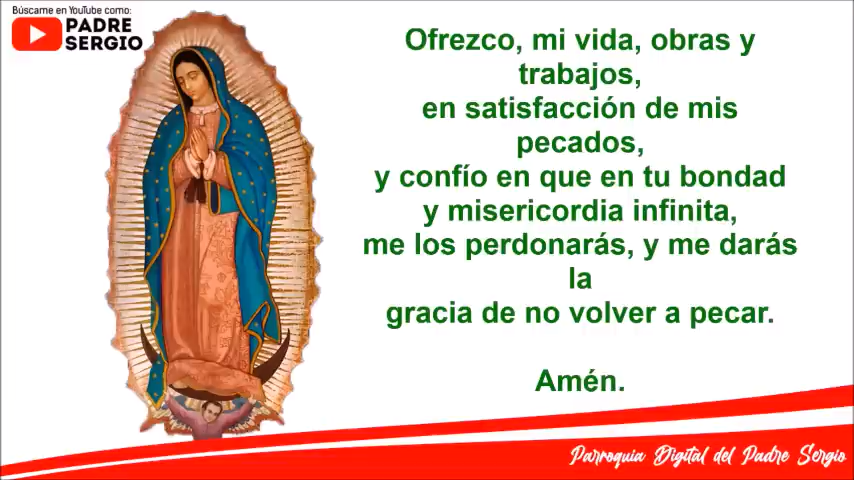 Búscame en YouTube como:
PADRE
SERGIO
Ofrezco, mi vida, obras y
trabajos,
en satisfacción de mis
pecados,
y confío en que en tu bondad
y misericordia infinita,
me los perdonarás, y me darás
la
gracia de no volver a pecar.
Amén.
Parroquia Digital del Padre Sergio